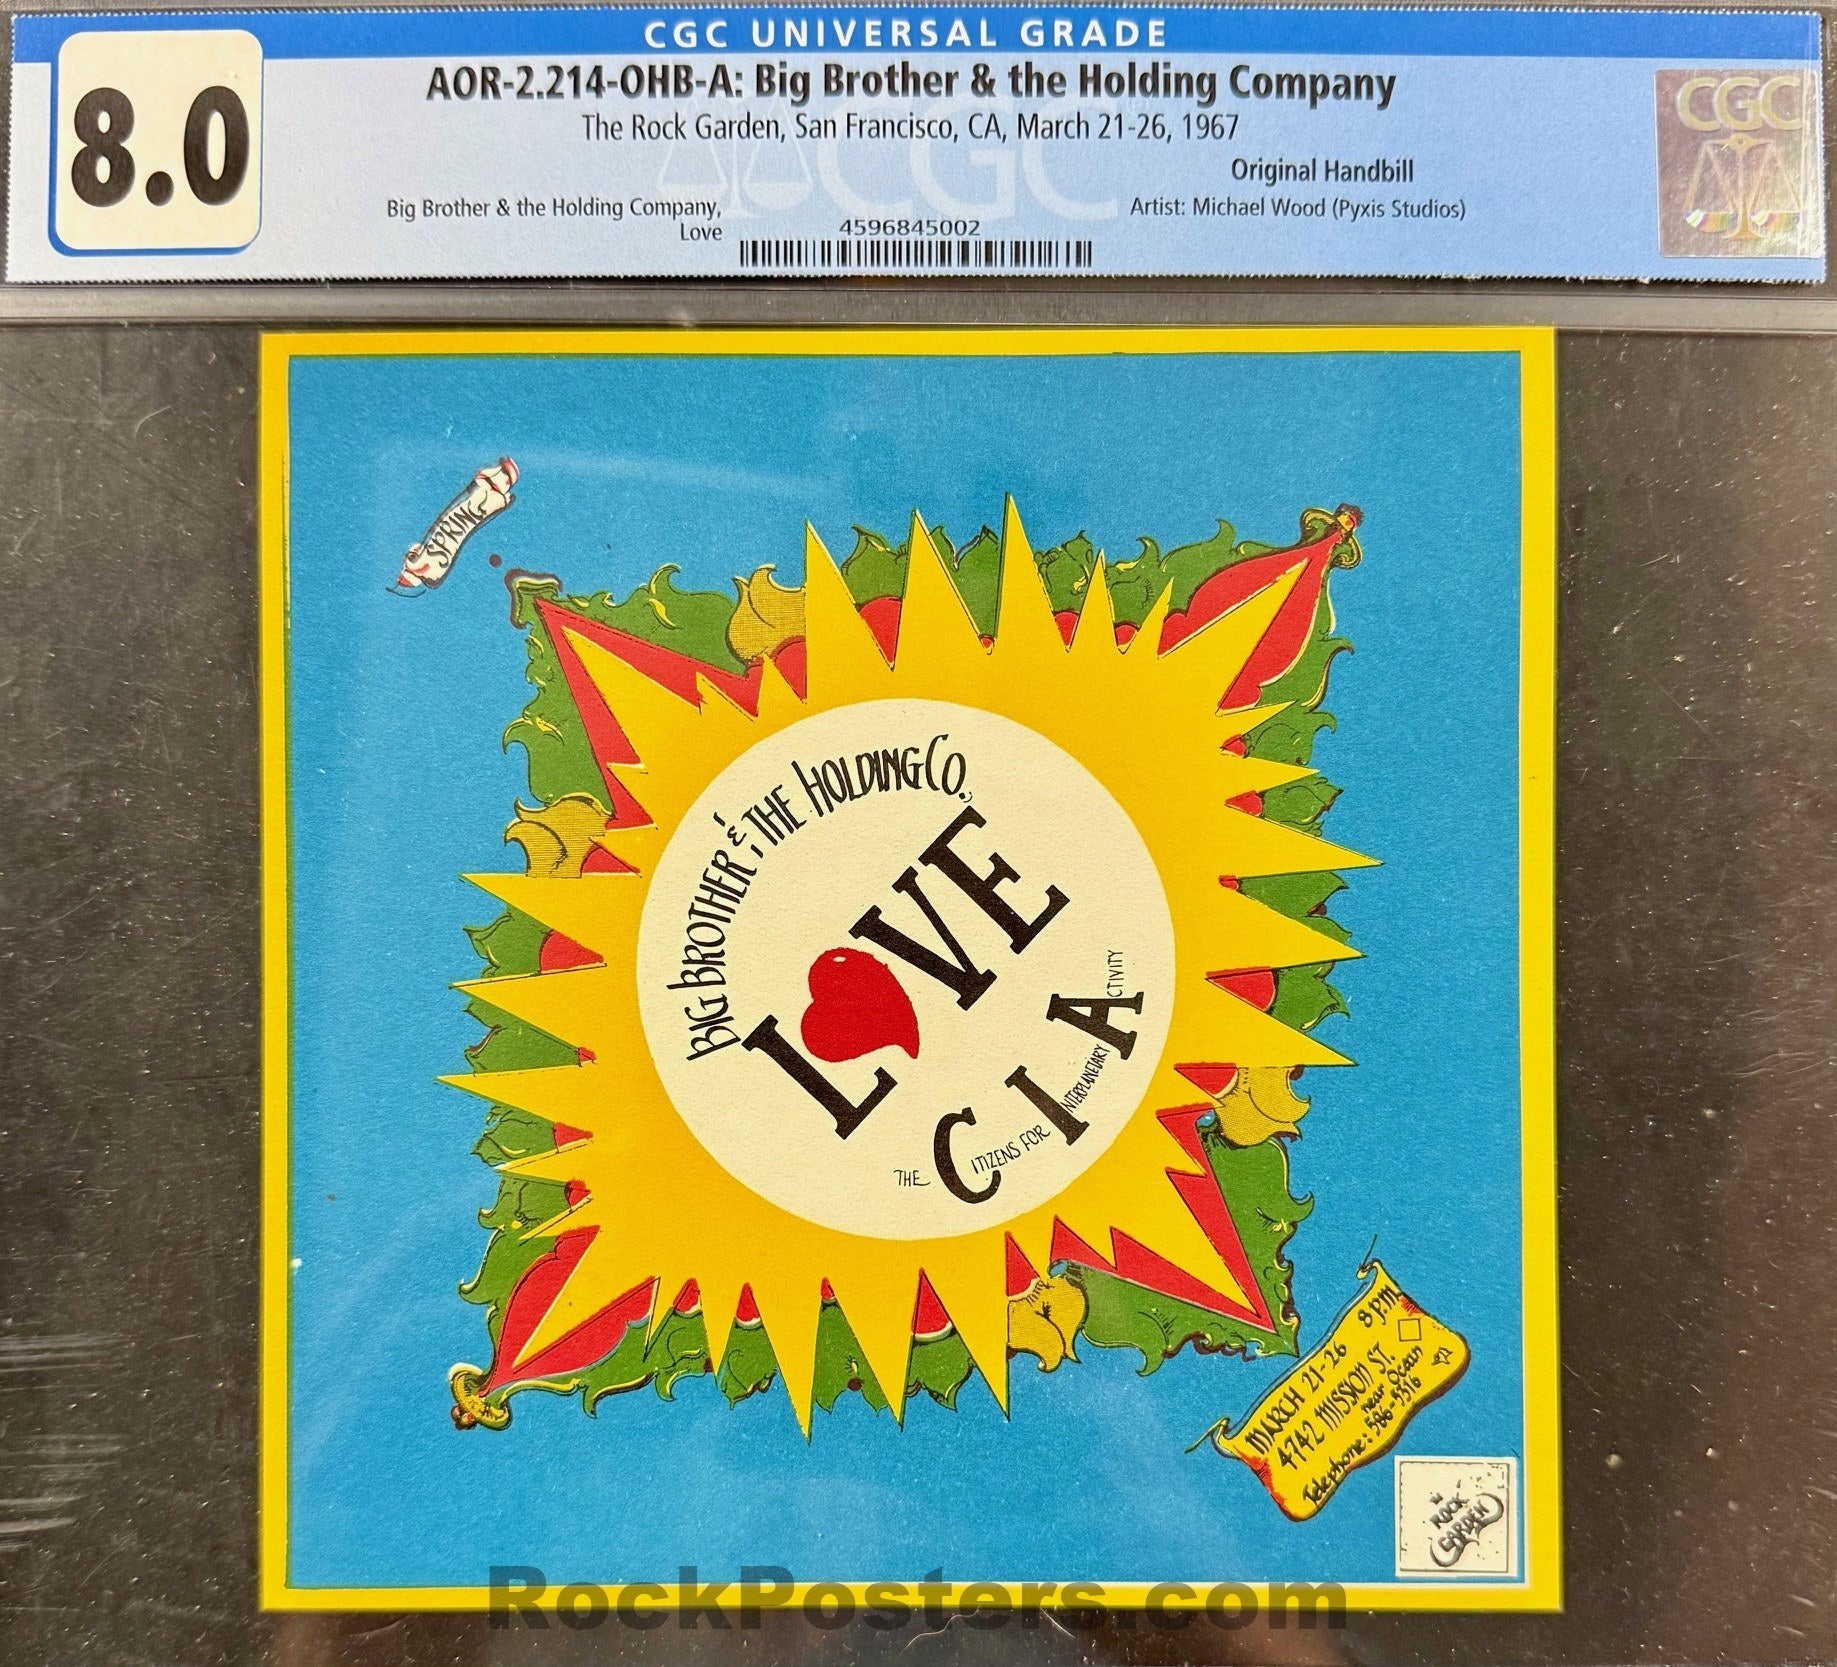 CGC UNIVERSAL GRADE
8.0
AOR-2.214-OHB-A: Big Brother & the Holding Company
The Rock Garden, San Francisco, CA, March 21-26, 1967
Original Handbill
Big Brother & the Holding Company,
Love
4596845002
Artist: Michael Wood (Pyxis Studios)
CGC
CGC
SPRING
BIG BROTHER & THE HOLDING CO.
LOVE
THE CITIZENS FOR INTERPLANETARY ACTIVITY
MARCH 21-26 8 p.m.
4742 MISSION ST.
near Ocean
Telephone: 586-9316
ROCK
GARDEN
RockPosters.com